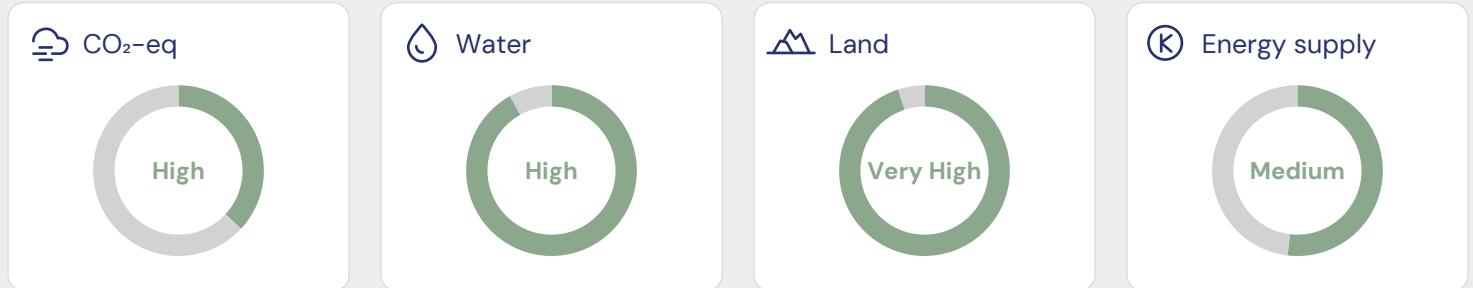 CO₂-eq
High
Water
High
Land
Very High
Energy supply
Medium